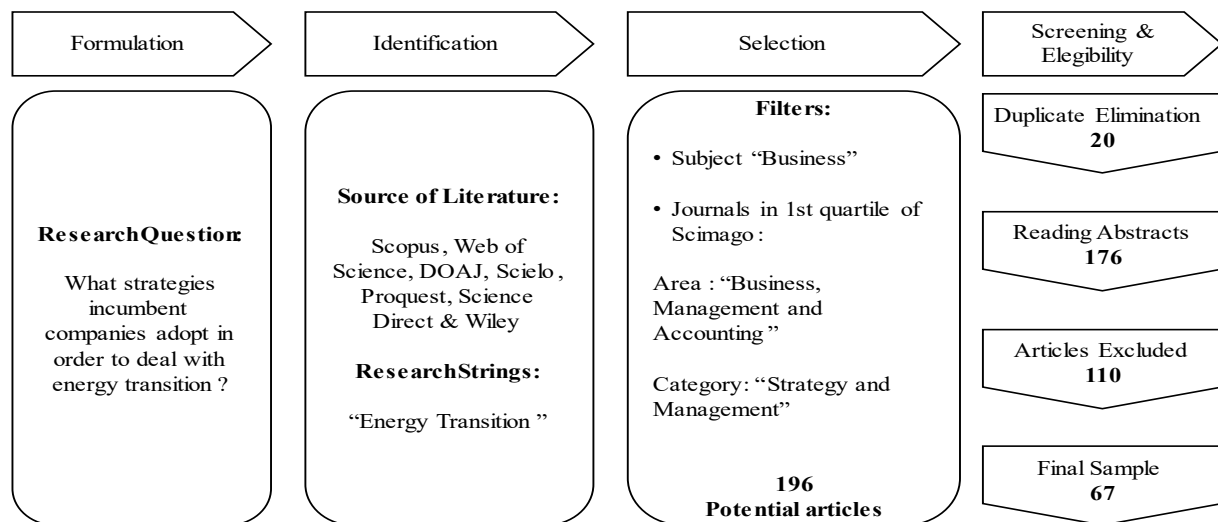 Formulation
Identification
Selection
Screening &
Elegibility
ResearchQuestion:
What strategies
incumbent
companies adopt in
order to deal with
energy transition ?
Source of Literature:
Scopus, Web of
Science, DOAJ, Scielo ,
Proquest, Science
Direct & Wiley
ResearchStrings:
“Energy Transition ”
Filters:
• Subject “Business”
• Journals in 1st quartile of
Scimago :
Area : “Business,
Management and
Accounting ”
Category: “Strategy and
Management”
196
Potential articles
Duplicate Elimination
20
Reading Abstracts
176
Articles Excluded
110
Final Sample
67